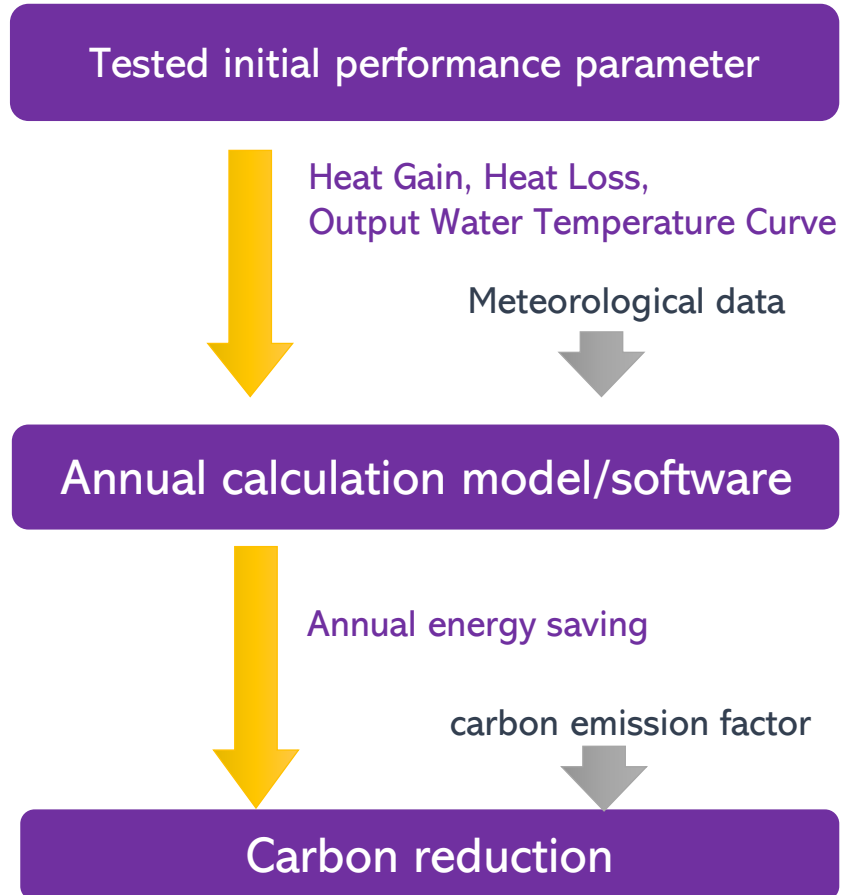 Tested initial performance parameter
Heat Gain, Heat Loss,
Output Water Temperature Curve
Meteorological data
Annual calculation model/software
Annual energy saving
carbon emission factor
Carbon reduction